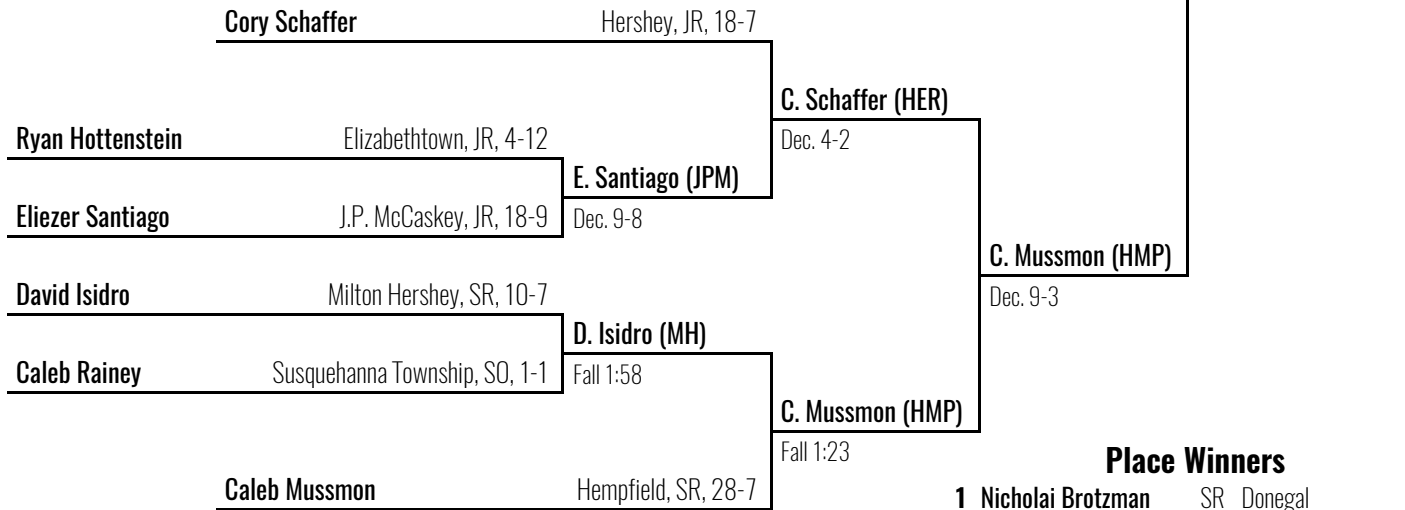 Cory Schaffer Hershey, JR, 18-7
C. Schaffer (HER)
Ryan Hottenstein Elizabethtown, JR, 4-12
Dec. 4-2
E. Santiago (JPM)
Eliezer Santiago J.P. McCaskey, JR, 18-9
Dec. 9-8
C. Mussmon (HMP)
David Isidro Milton Hershey, SR, 10-7
Dec. 9-3
D. Isidro (MH)
Caleb Rainey Susquehanna Township, SO, 1-1
Fall 1:58
C. Mussmon (HMP)
Fall 1:23
Place Winners
Caleb Mussmon Hempfield, SR, 28-7
1 Nicholai Brotzman SR Donegal